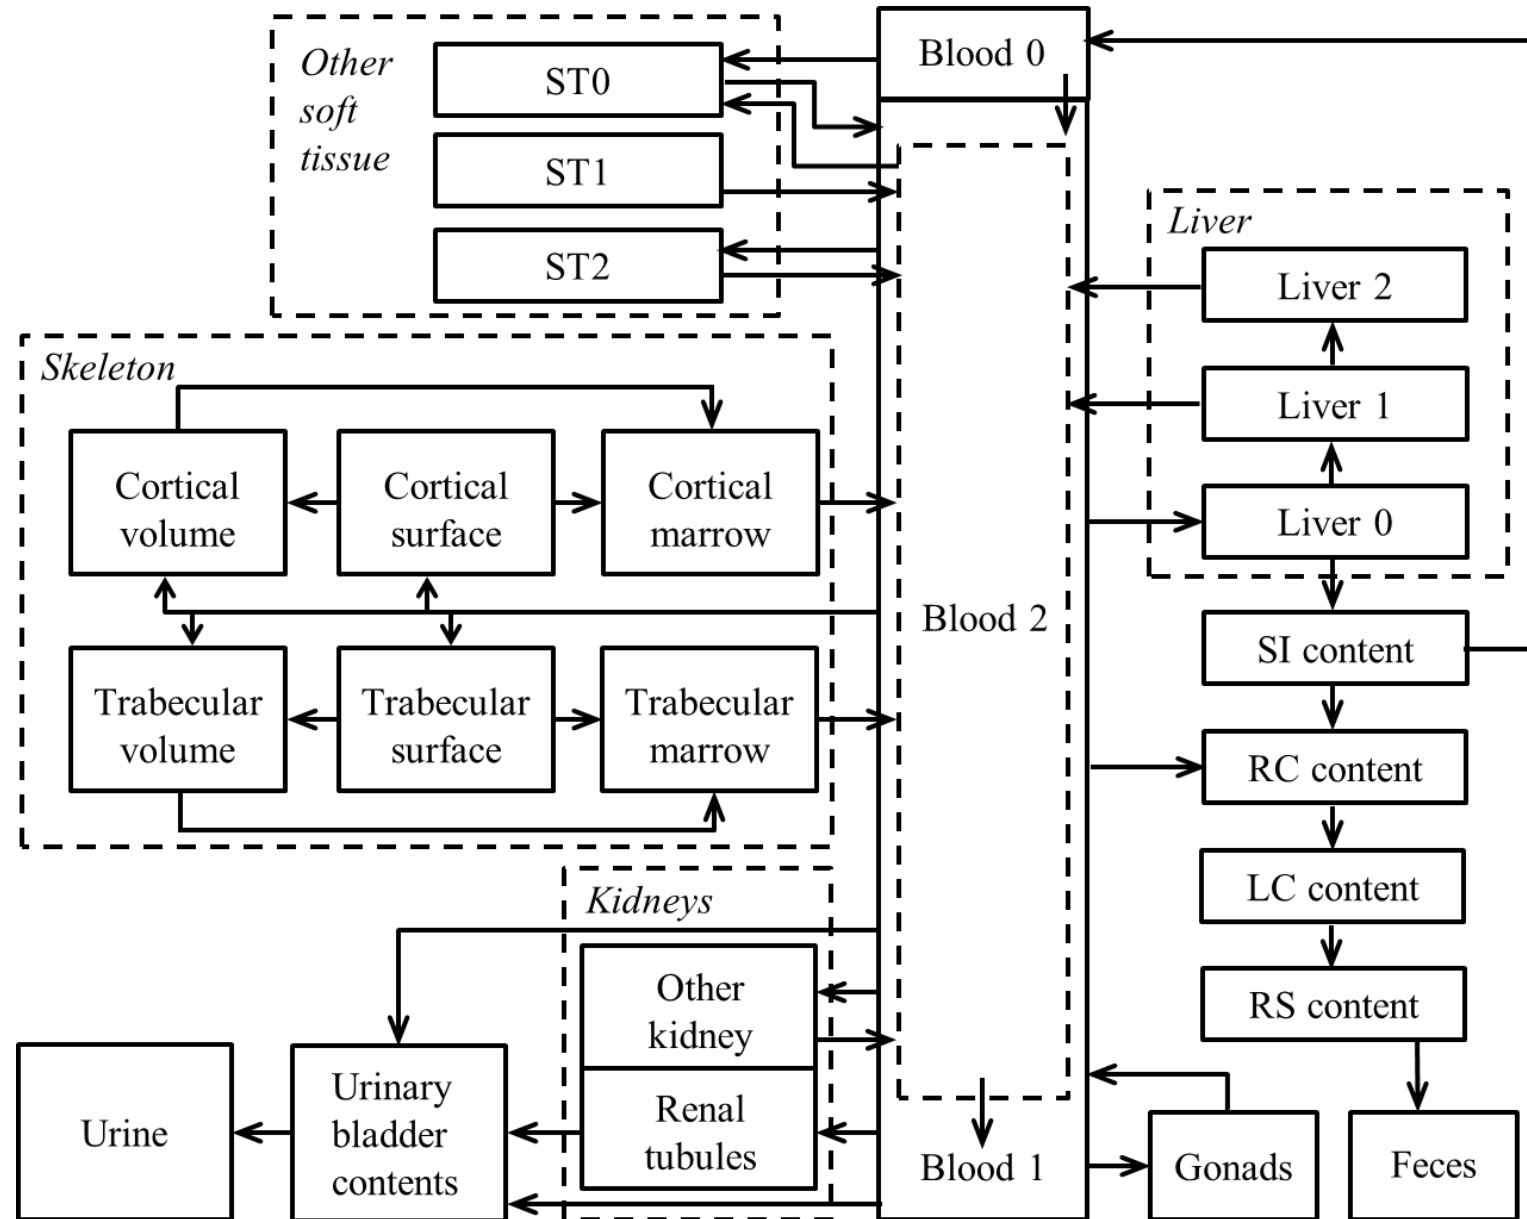 Other
soft
tissue
ST0
ST1
ST2
Blood 0
Blood 2
Blood 1
Liver
Liver 2
Liver 1
Liver 0
SI content
RC content
LC content
RS content
Feces
Gonads
Skeleton
Cortical
volume
Cortical
surface
Cortical
marrow
Trabecular
volume
Trabecular
surface
Trabecular
marrow
Kidneys
Other
kidney
Renal
tubules
Urinary
bladder
contents
Urine